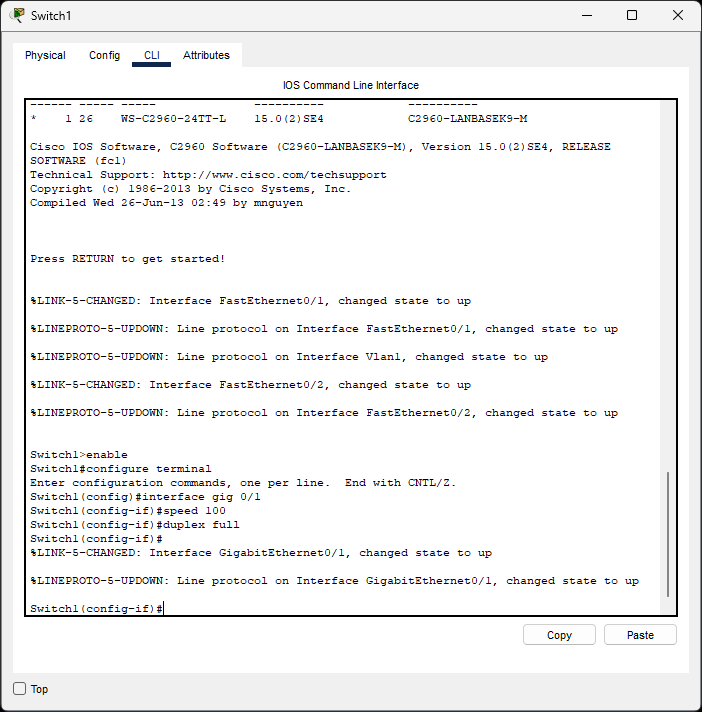 Switch1
Physical Config CLI Attributes
IOS Command Line Interface
------ ----- ----- ---------- ----------
* 1 26 WS-C2960-24TT-L 15.0(2)SE4 C2960-LANBASEK9-M
Cisco IOS Software, C2960 Software (C2960-LANBASEK9-M), Version 15.0(2)SE4, RELEASE
SOFTWARE (fc1)
Technical Support: http://www.cisco.com/techsupport
Copyright (c) 1986-2013 by Cisco Systems, Inc.
Compiled Wed 26-Jun-13 02:49 by mnguyen
Press RETURN to get started!
%LINK-5-CHANGED: Interface FastEthernet0/1, changed state to up
%LINEPROTO-5-UPDOWN: Line protocol on Interface FastEthernet0/1, changed state to up
%LINEPROTO-5-UPDOWN: Line protocol on Interface Vlan1, changed state to up
%LINK-5-CHANGED: Interface FastEthernet0/2, changed state to up
%LINEPROTO-5-UPDOWN: Line protocol on Interface FastEthernet0/2, changed state to up
Switch1>enable
Switch1#configure terminal
Enter configuration commands, one per line. End with CNTL/Z.
Switch1(config)#interface gig 0/1
Switch1(config-if)#speed 100
Switch1(config-if)#duplex full
Switch1(config-if)#
%LINK-5-CHANGED: Interface GigabitEthernet0/1, changed state to up
%LINEPROTO-5-UPDOWN: Line protocol on Interface GigabitEthernet0/1, changed state to up
Switch1(config-if)#
Copy Paste
Top